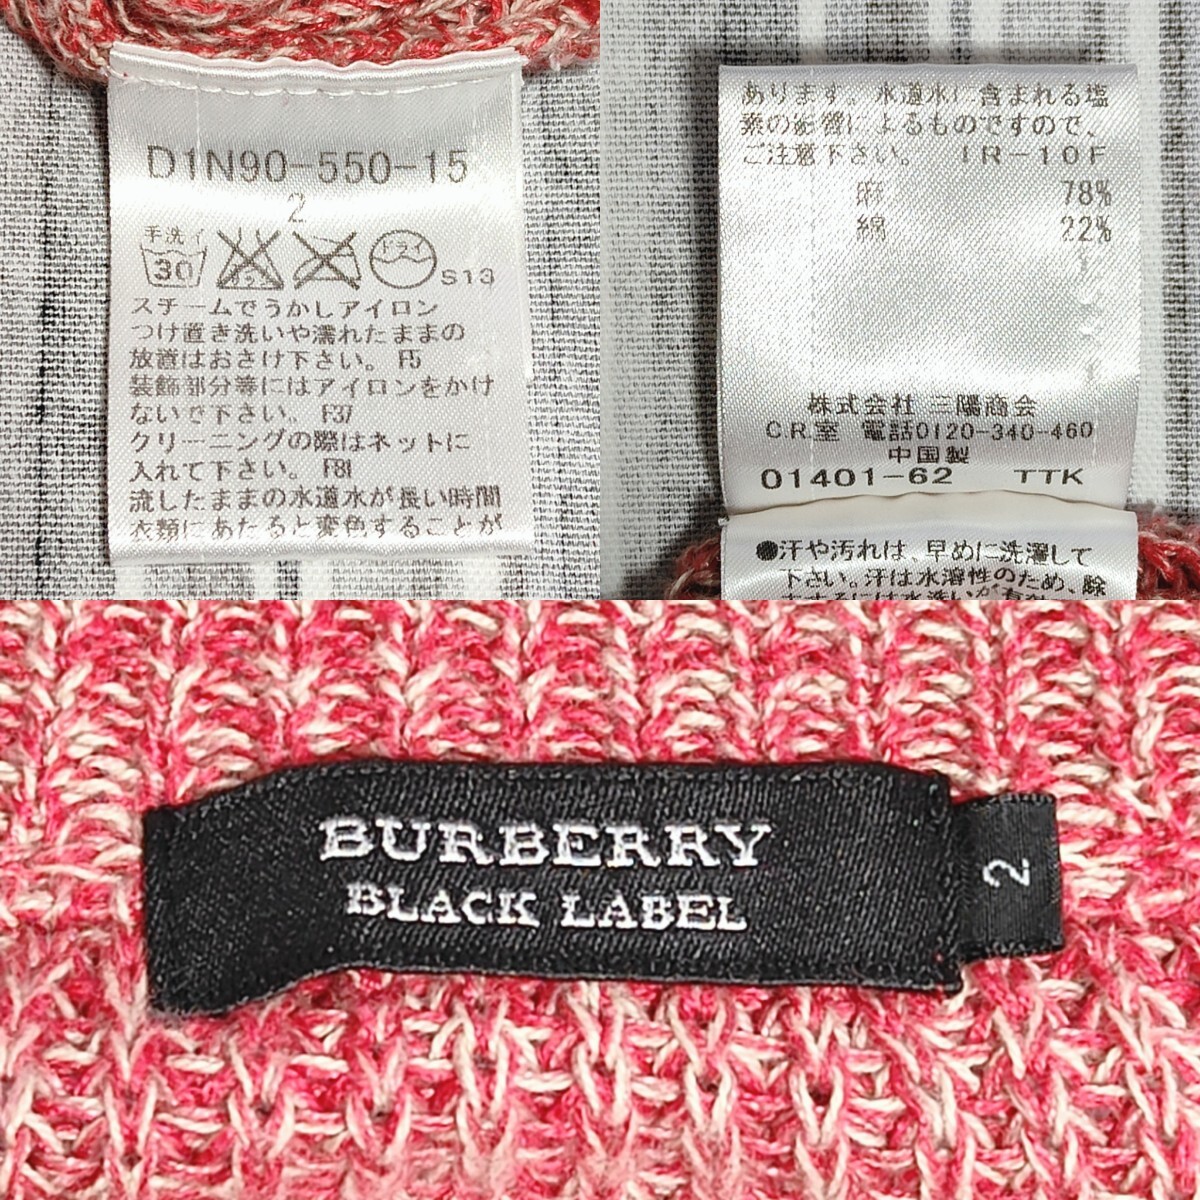 D1N90-550-15
2
手洗イ
30
ドライ
S13
スチームでうかしアイロン
つけ置き洗いや濡れたままの
放置はおさけ下さい。 F5
装飾部分等にはアイロンをかけ
ないで下さい。 F37
クリーニングの際はネットに
入れて下さい。 F81
流したままの水道水が長い時間
衣類にあたると変色することが
あります。水道水に含まれる塩
素の影響によるものですので、
ご注意下さい。 IR-10F
麻 78%
綿 22%
株式会社 三陽商会
C.R.室 電話0120-340-460
中国製
01401-62 TTK
●汗や汚れは、早めに洗濯して
下さい。汗は水溶性のため、除
BURBERRY
BLACK LABEL
2